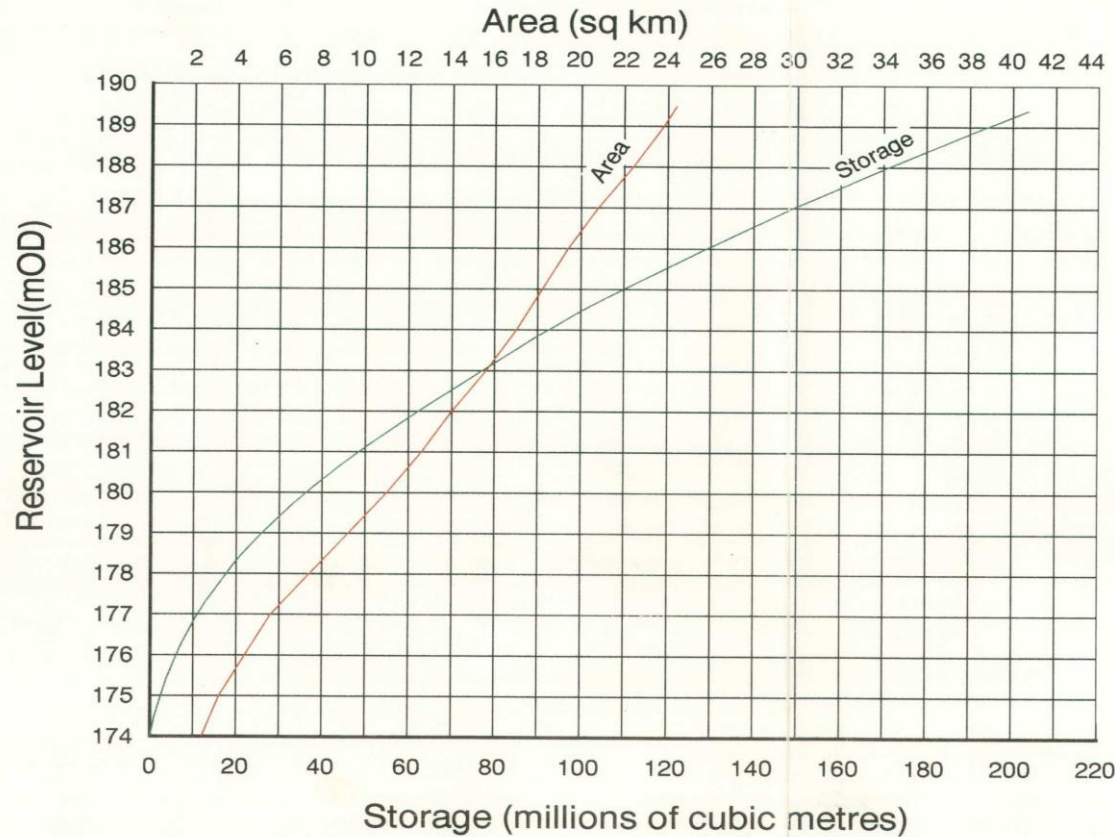 Area (sq km)
2 4 6 8 10 12 14 16 18 20 22 24 26 28 30 32 34 36 38 40 42 44
190
189
188
187
186
185
184
183
182
181
180
179
178
177
176
175
174
Reservoir Level(mOD)
Area
Storage
0 20 40 60 80 100 120 140 160 180 200 220
Storage (millions of cubic metres)